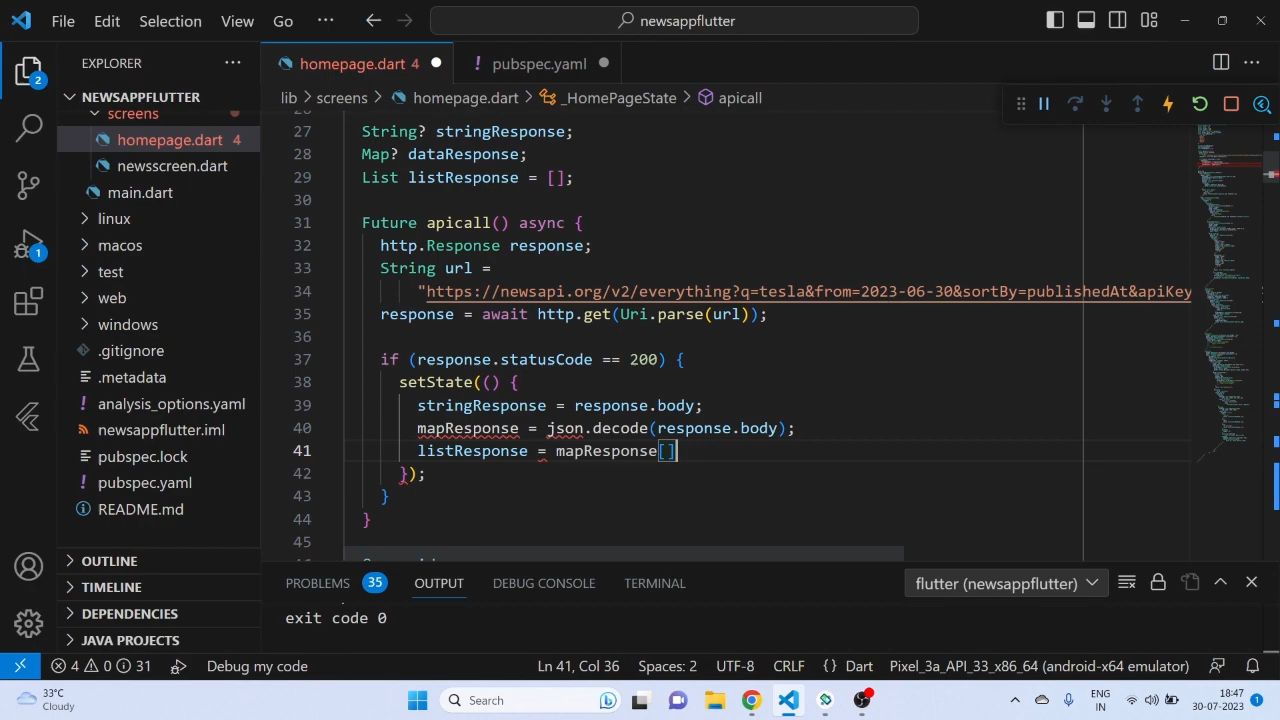 File Edit Selection View Go ··· newsappflutter
EXPLORER ···
homepage.dart 4
! pubspec.yaml
NEWSAPPFLUTTER
screens
homepage.dart 4
newsscreen.dart
main.dart
linux
macos
test
web
windows
.gitignore
.metadata
! analysis_options.yaml
newsappflutter.iml
pubspec.lock
! pubspec.yaml
README.md
OUTLINE
TIMELINE
DEPENDENCIES
JAVA PROJECTS
2
1
lib > screens > homepage.dart > _HomePageState > apicall
27 String? stringResponse;
28 Map? dataResponse;
29 List listResponse = [];
30
31 Future apicall() async {
32 http.Response response;
33 String url =
34 "https://newsapi.org/v2/everything?q=tesla&from=2023-06-30&sortBy=publishedAt&apiKey
35 response = await http.get(Uri.parse(url));
36
37 if (response.statusCode == 200) {
38 setState(() {
39 stringResponse = response.body;
40 mapResponse = json.decode(response.body);
41 listResponse = mapResponse[]
42 });
43 }
44 }
45
PROBLEMS 35 OUTPUT DEBUG CONSOLE TERMINAL flutter (newsappflutter)
exit code 0
4 0 31 Debug my code Ln 41, Col 36 Spaces: 2 UTF-8 CRLF {} Dart Pixel_3a_API_33_x86_64 (android-x64 emulator)
33°C
Cloudy
Search
ENG
IN
18:47
30-07-2023
1